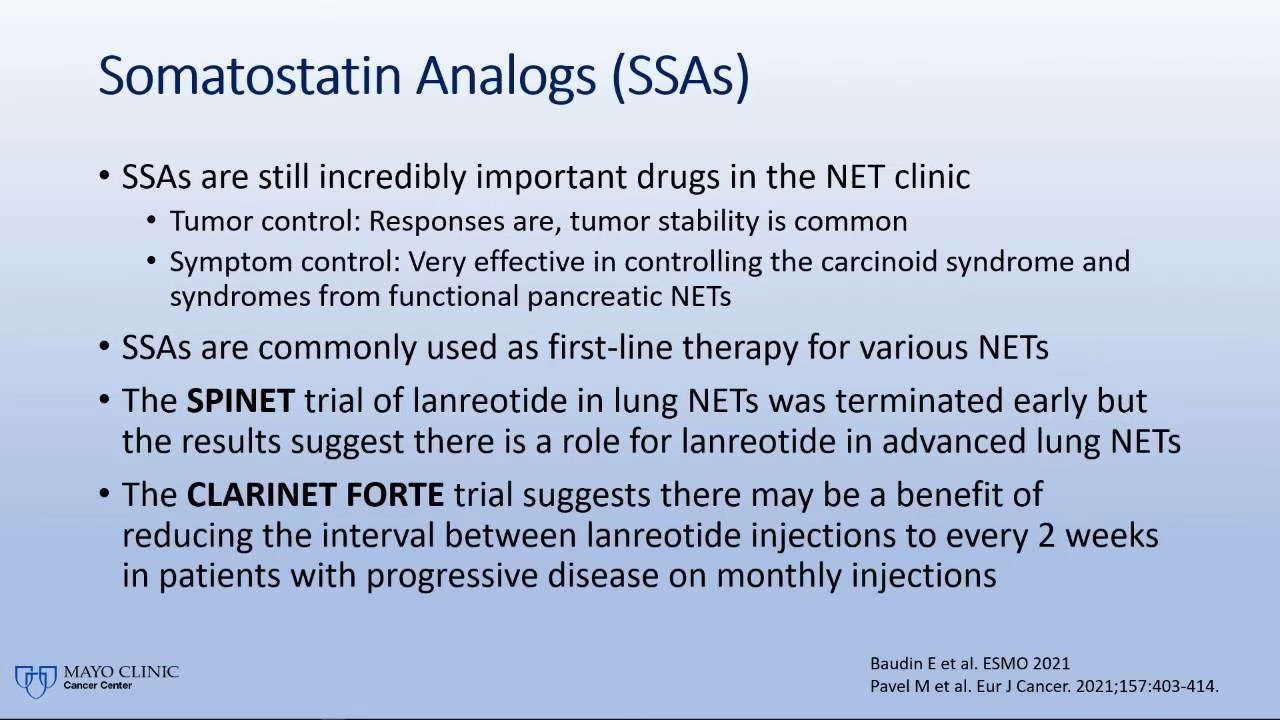 Somatostatin Analogs (SSAs)
• SSAs are still incredibly important drugs in the NET clinic
• Tumor control: Responses are, tumor stability is common
• Symptom control: Very effective in controlling the carcinoid syndrome and
syndromes from functional pancreatic NETs
• SSAs are commonly used as first-line therapy for various NETs
• The SPINET trial of lanreotide in lung NETs was terminated early but
the results suggest there is a role for lanreotide in advanced lung NETs
• The CLARINET FORTE trial suggests there may be a benefit of
reducing the interval between lanreotide injections to every 2 weeks
in patients with progressive disease on monthly injections
MAYO CLINIC
Cancer Center
Baudin E et al. ESMO 2021
Pavel M et al. Eur J Cancer. 2021;157:403-414.